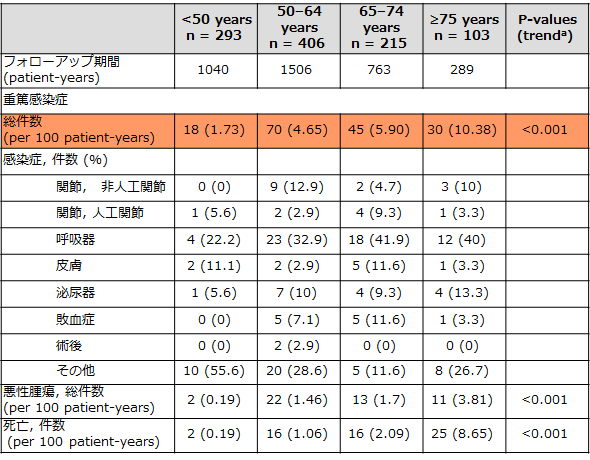 <50 years n = 293 50–64 years n = 406 65–74 years n = 215 ≥75 years n = 103 P-values (trendᵃ)
フォローアップ期間 (patient-years) 1040 1506 763 289
重篤感染症
総件数 (per 100 patient-years) 18 (1.73) 70 (4.65) 45 (5.90) 30 (10.38) <0.001
感染症, 件数 (%)
関節, 非人工関節 0 (0) 9 (12.9) 2 (4.7) 3 (10)
関節, 人工関節 1 (5.6) 2 (2.9) 4 (9.3) 1 (3.3)
呼吸器 4 (22.2) 23 (32.9) 18 (41.9) 12 (40)
皮膚 2 (11.1) 2 (2.9) 5 (11.6) 1 (3.3)
泌尿器 1 (5.6) 7 (10) 4 (9.3) 4 (13.3)
敗血症 0 (0) 5 (7.1) 5 (11.6) 1 (3.3)
術後 0 (0) 2 (2.9) 0 (0) 0 (0)
その他 10 (55.6) 20 (28.6) 5 (11.6) 8 (26.7)
悪性腫瘍, 総件数 (per 100 patient-years) 2 (0.19) 22 (1.46) 13 (1.7) 11 (3.81) <0.001
死亡, 件数 (per 100 patient-years) 2 (0.19) 16 (1.06) 16 (2.09) 25 (8.65) <0.001